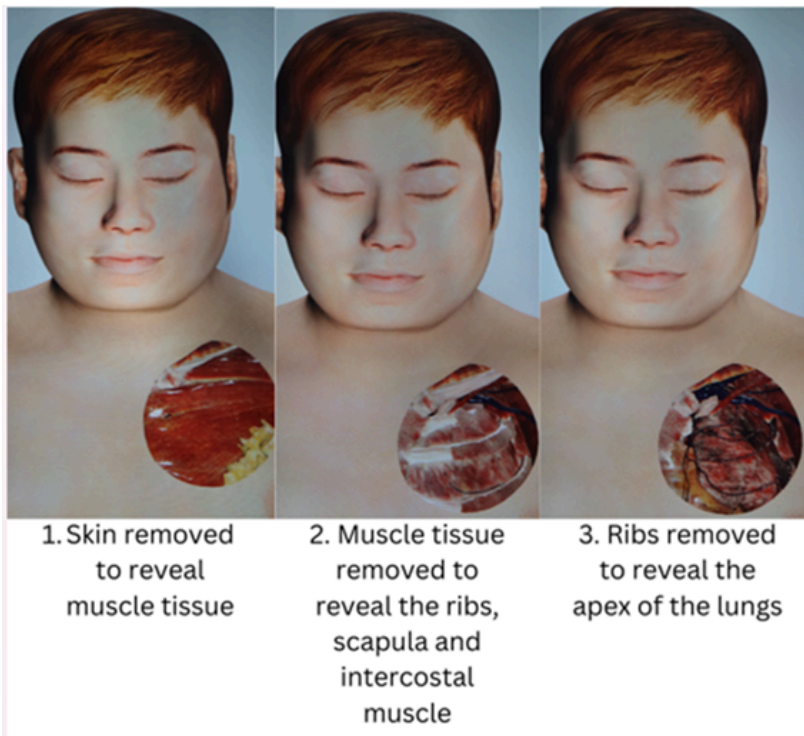 1. Skin removed
to reveal
muscle tissue
2. Muscle tissue
removed to
reveal the ribs,
scapula and
intercostal
muscle
3. Ribs removed
to reveal the
apex of the lungs